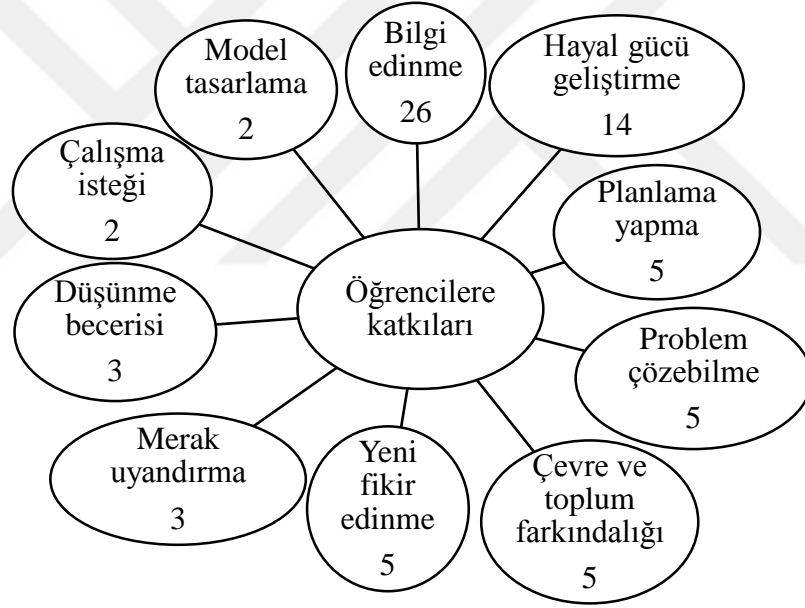 Öğrencilere
katkıları
Bilgi
edinme
26
Hayal gücü
geliştirme
14
Planlama
yapma
5
Problem
çözebilme
5
Çevre ve
toplum
farkındalığı
5
Yeni
fikir
edinme
5
Merak
uyandırma
3
Düşünme
becerisi
3
Çalışma
isteği
2
Model
tasarlama
2